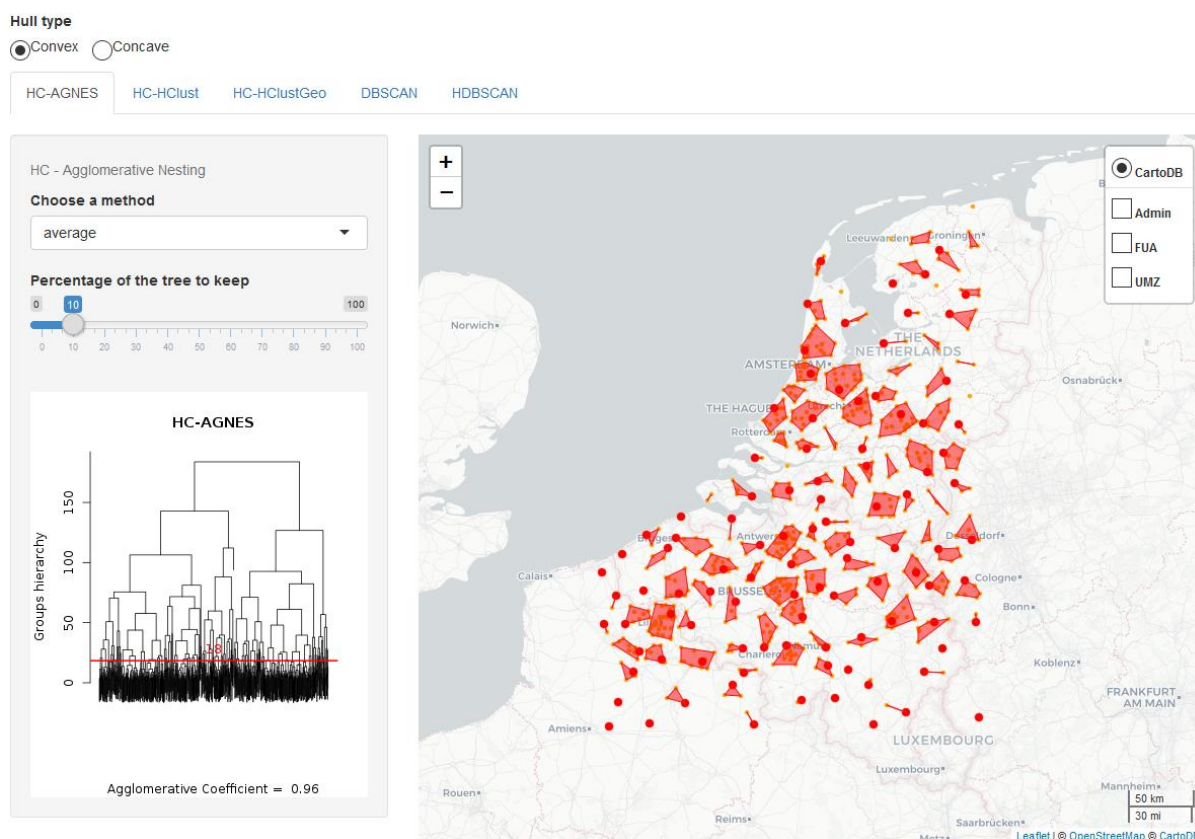 Hull type
Convex Concave
HC-AGNES HC-HClust HC-HClustGeo DBSCAN HDBSCAN
HC - Agglomerative Nesting
Choose a method
average
Percentage of the tree to keep
0 10 100
0 10 20 30 40 50 60 70 80 90 100
HC-AGNES
Groups hierarchy
150
100
50
0
18
Agglomerative Coefficient = 0.96
+
−
CartoDB
Admin
FUA
UMZ
Leeuwarden
Groningen
Norwich
THE
NETHERLANDS
AMSTERDAM
Osnabrück
THE HAGUE
Utrecht
Rotterdam
Antwerp
Düsseldorf
Calais
Cologne
BRUSSELS
Bonn
Charleroi
Koblenz
FRANKFURT
AM MAIN
Amiens
LUXEMBOURG
Luxembourg
Mannheim
Rouen
50 km
30 mi
Reims
Saarbrücken
Metz
Leaflet | © OpenStreetMap © CartoDB